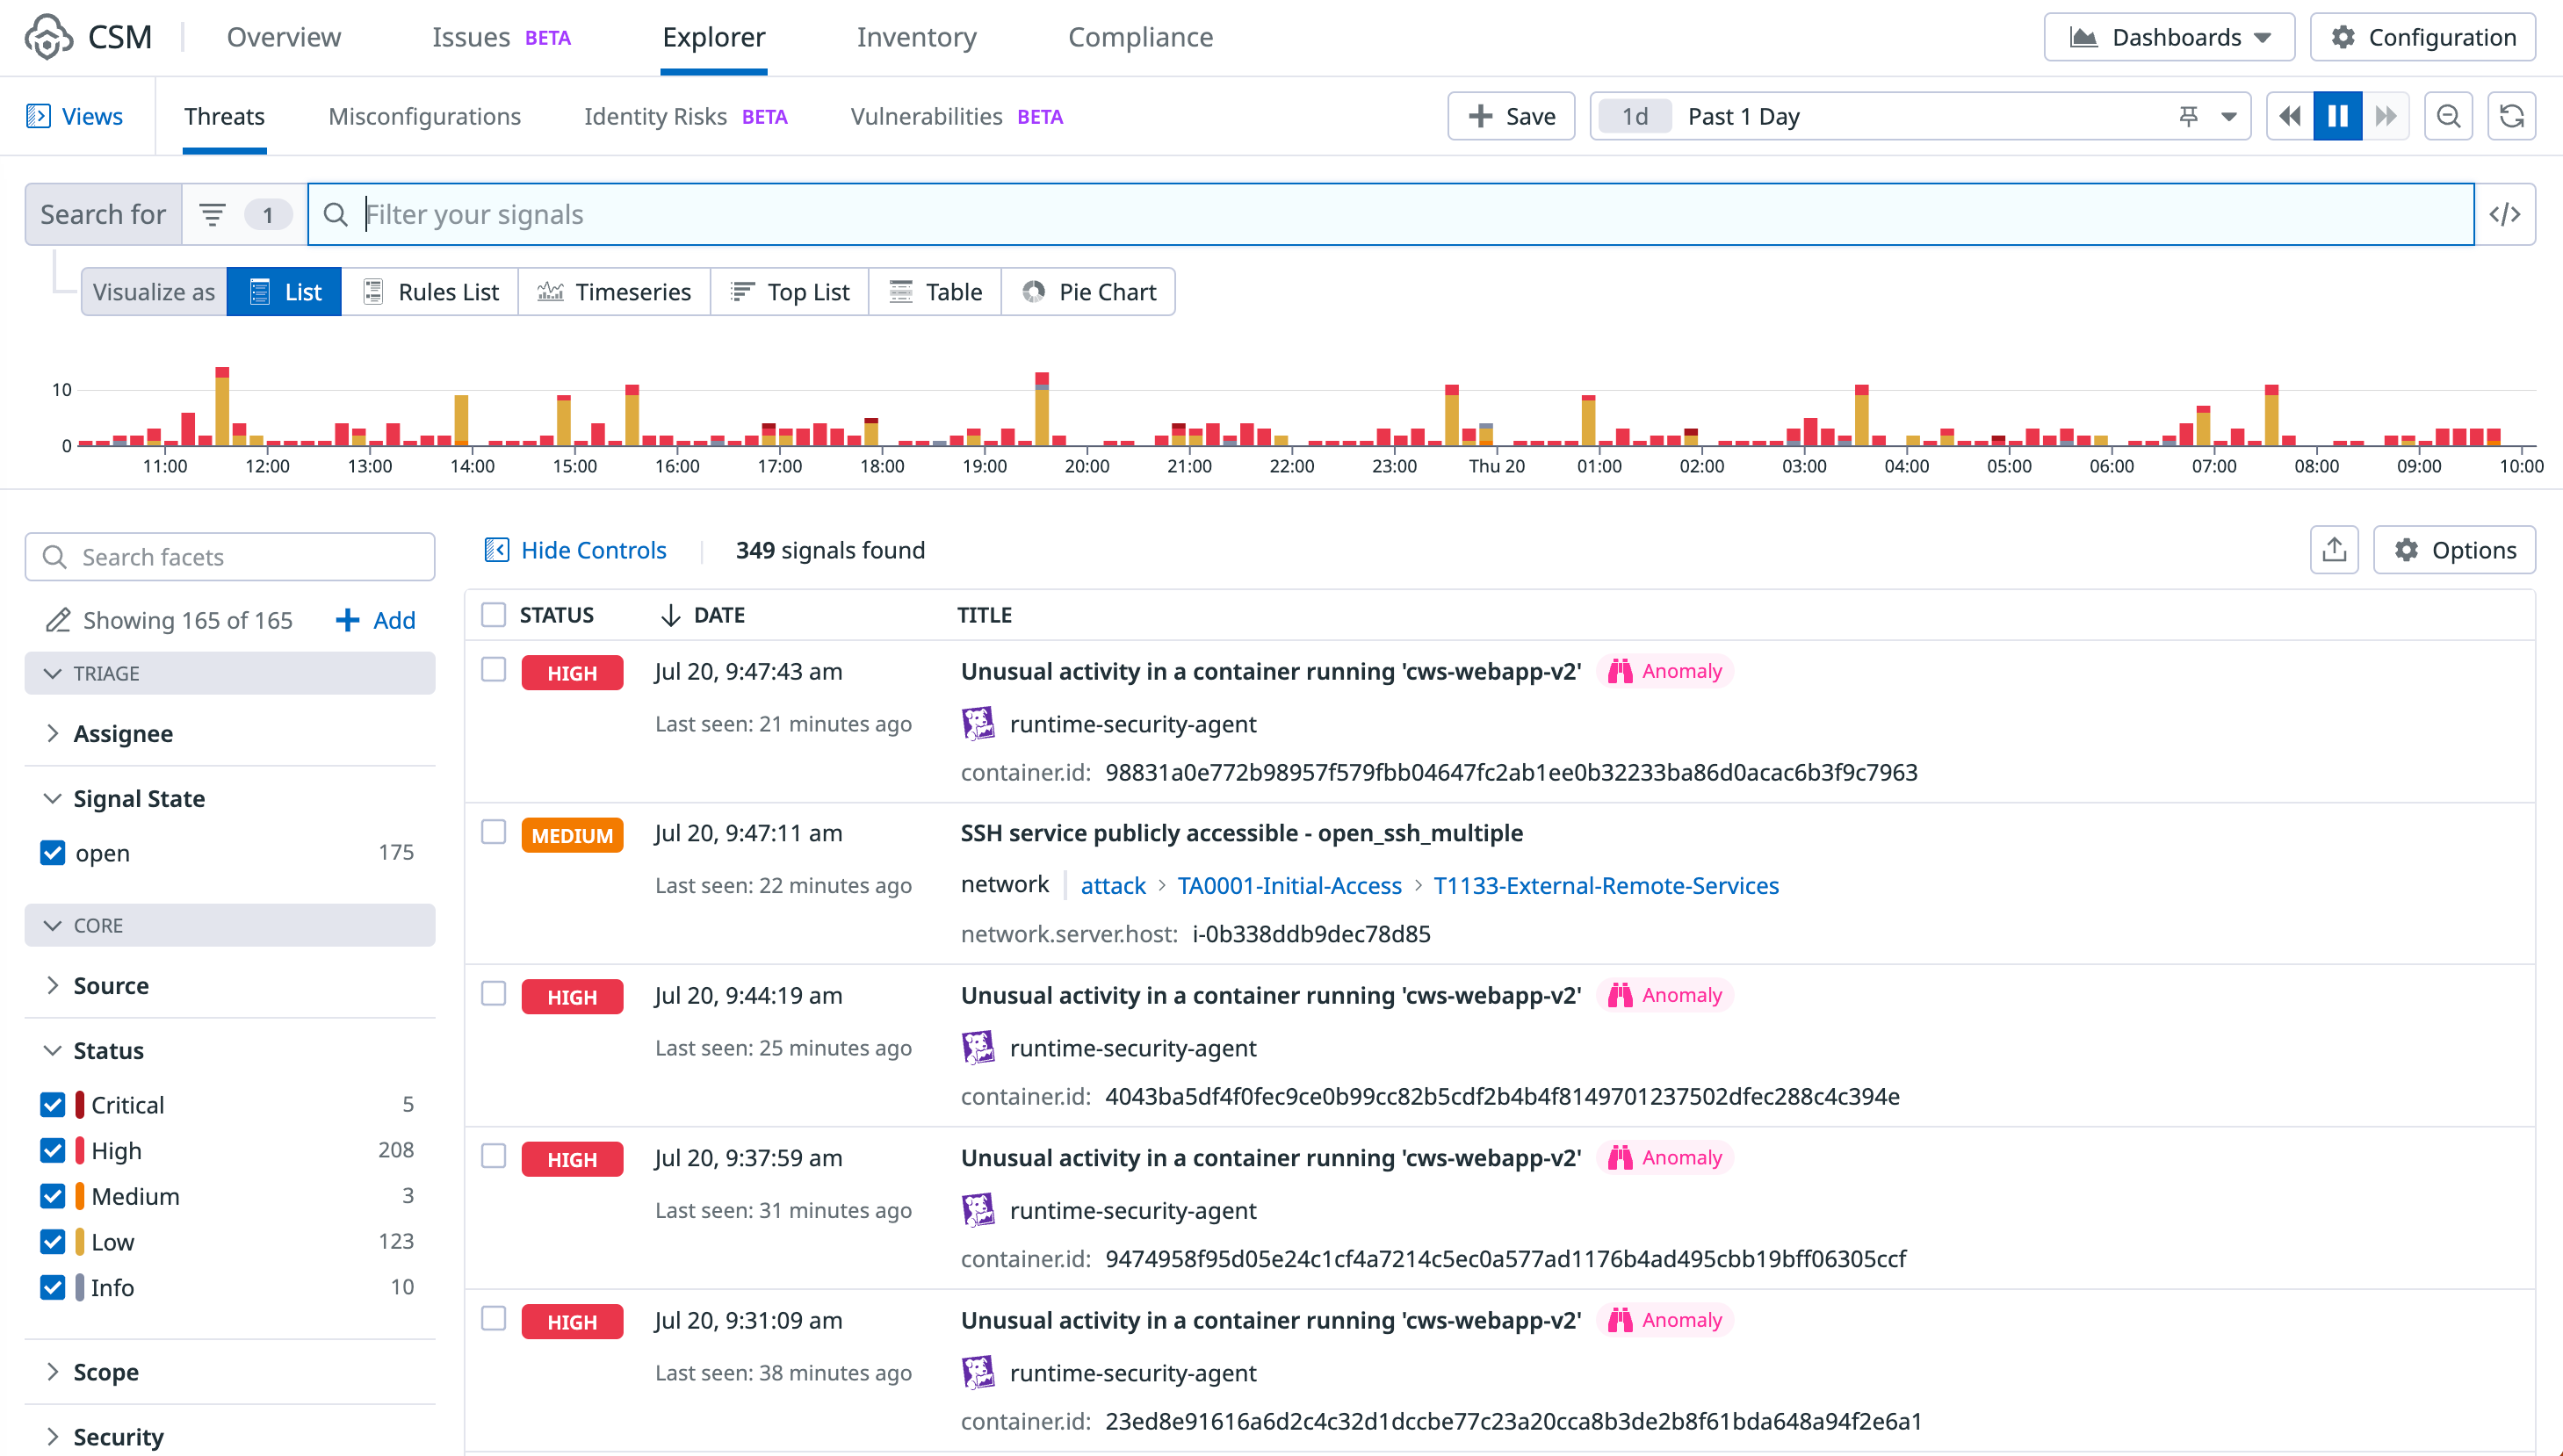 CSM Overview Issues BETA Explorer Inventory Compliance Dashboards Configuration
Views Threats Misconfigurations Identity Risks BETA Vulnerabilities BETA Save 1d Past 1 Day
Search for 1 Filter your signals </>
Visualize as List Rules List Timeseries Top List Table Pie Chart
10
0
11:00 12:00 13:00 14:00 15:00 16:00 17:00 18:00 19:00 20:00 21:00 22:00 23:00 Thu 20 01:00 02:00 03:00 04:00 05:00 06:00 07:00 08:00 09:00 10:00
Search facets
Showing 165 of 165 Add
TRIAGE
Assignee
Signal State
open 175
CORE
Source
Status
Critical 5
High 208
Medium 3
Low 123
Info 10
Scope
Security
Hide Controls 349 signals found Options
STATUS DATE TITLE
HIGH Jul 20, 9:47:43 am Unusual activity in a container running 'cws-webapp-v2' Anomaly
Last seen: 21 minutes ago runtime-security-agent
container.id: 98831a0e772b98957f579fbb04647fc2ab1ee0b32233ba86d0acac6b3f9c7963
MEDIUM Jul 20, 9:47:11 am SSH service publicly accessible - open_ssh_multiple
Last seen: 22 minutes ago network attack > TA0001-Initial-Access > T1133-External-Remote-Services
network.server.host: i-0b338ddb9dec78d85
HIGH Jul 20, 9:44:19 am Unusual activity in a container running 'cws-webapp-v2' Anomaly
Last seen: 25 minutes ago runtime-security-agent
container.id: 4043ba5df4f0fec9ce0b99cc82b5cdf2b4b4f8149701237502dfec288c4c394e
HIGH Jul 20, 9:37:59 am Unusual activity in a container running 'cws-webapp-v2' Anomaly
Last seen: 31 minutes ago runtime-security-agent
container.id: 9474958f95d05e24c1cf4a7214c5ec0a577ad1176b4ad495cbb19bff06305ccf
HIGH Jul 20, 9:31:09 am Unusual activity in a container running 'cws-webapp-v2' Anomaly
Last seen: 38 minutes ago runtime-security-agent
container.id: 23ed8e91616a6d2c4c32d1dccbe77c23a20cca8b3de2b8f61bda648a94f2e6a1